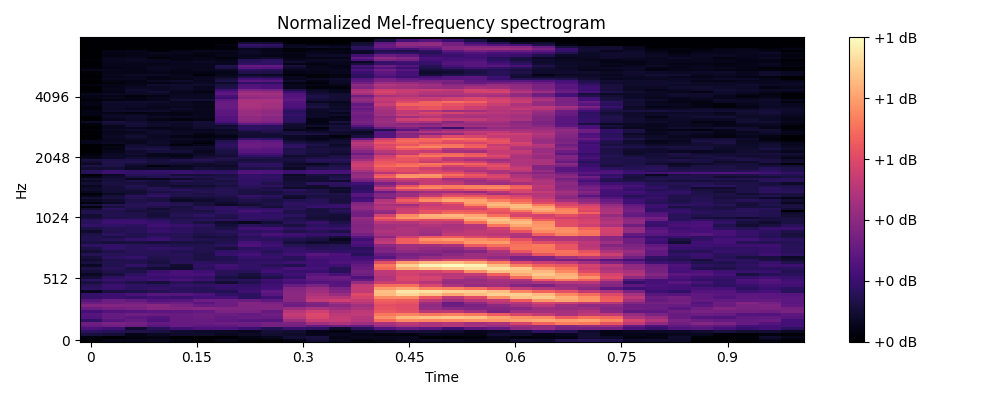 Normalized Mel-frequency spectrogram
Hz
4096
2048
1024
512
0
0 0.15 0.3 0.45 0.6 0.75 0.9
Time
+1 dB
+1 dB
+1 dB
+0 dB
+0 dB
+0 dB